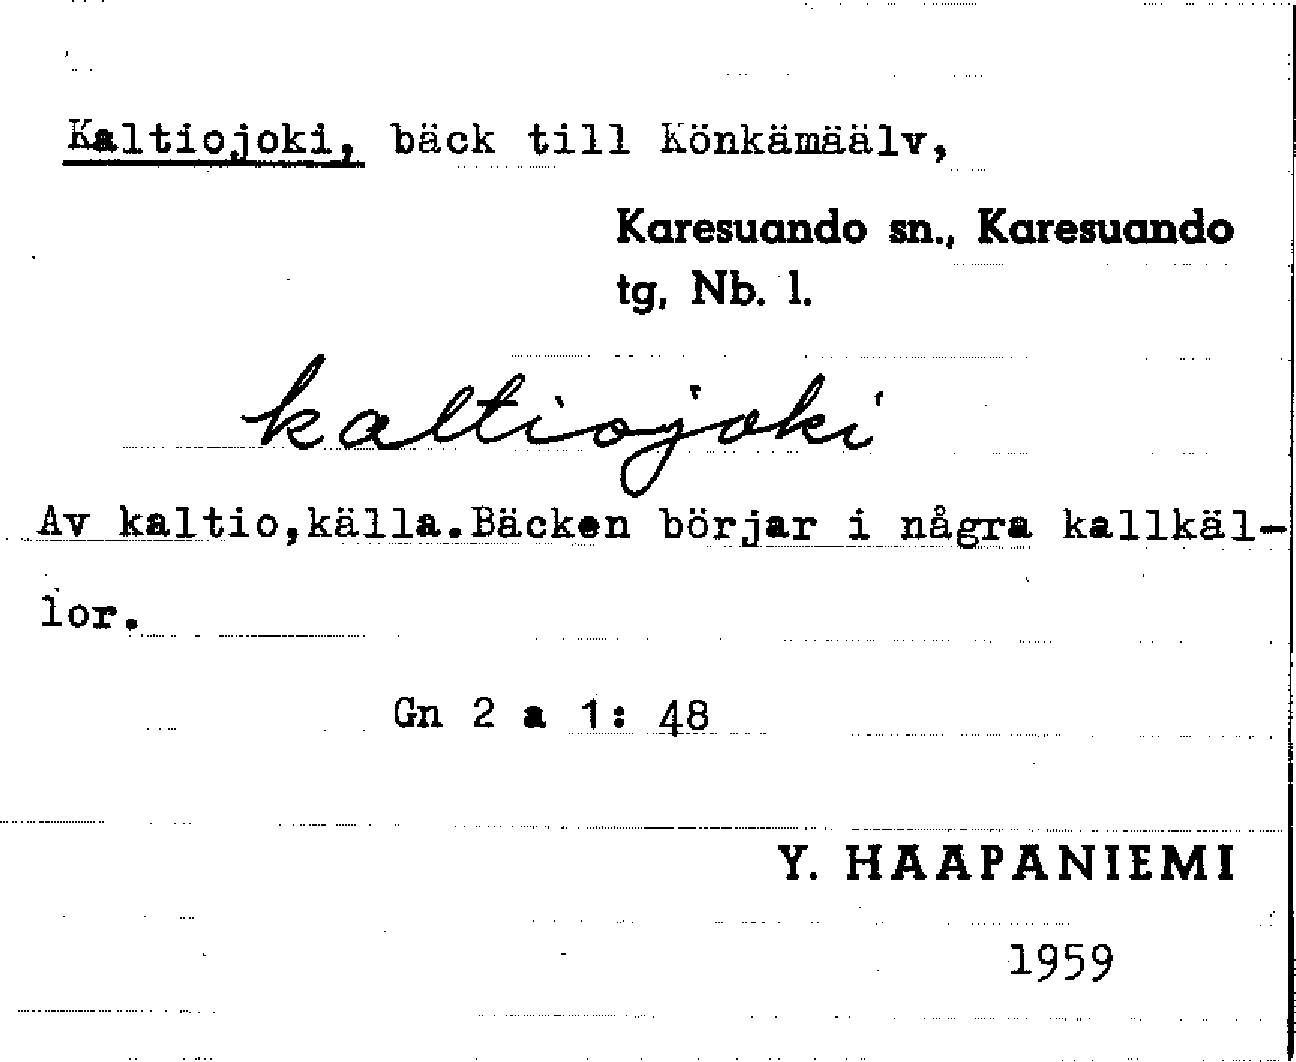 Kaltiojoki, bäck till Könkämäälv,
Karesuando sn., Karesuando
tg, Nb. l.
kaltiojoki
Av kaltio,källa.Bäcken börjar i några kallkäl-
lor.
Gn 2 a 1: 48
Y. HAAPANIEMI
1959